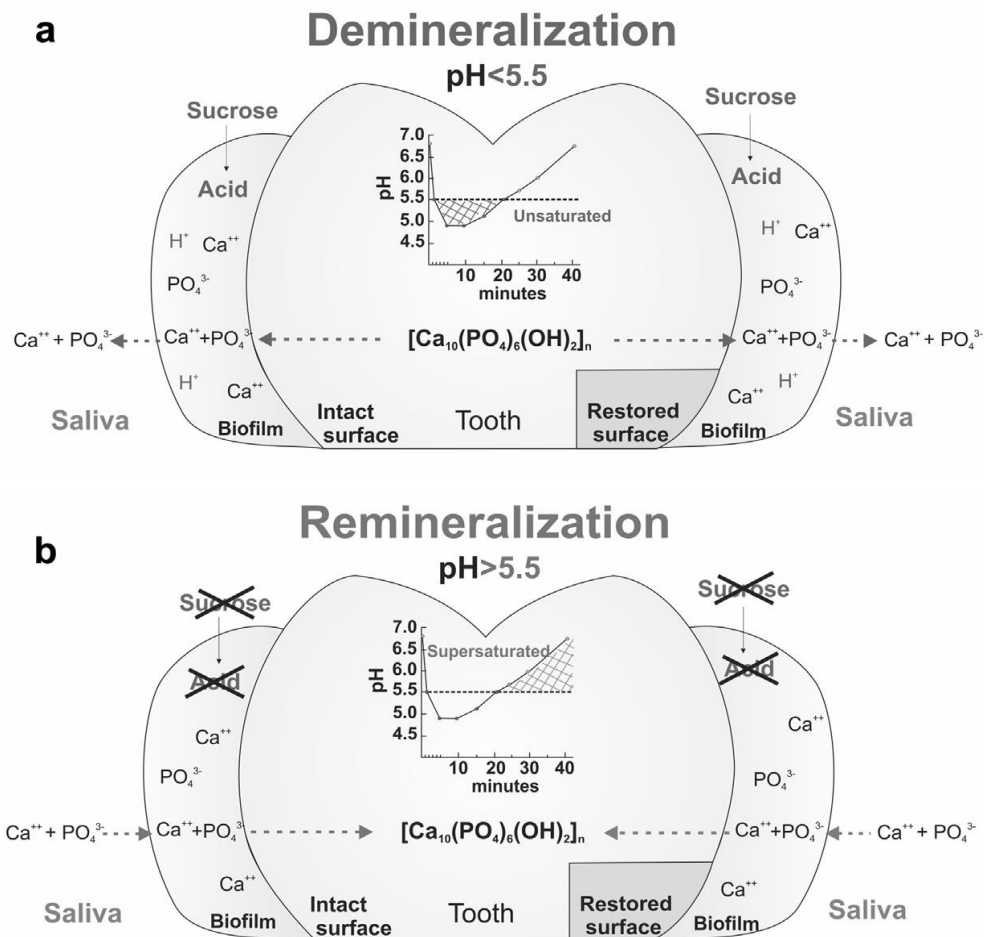 a
Demineralization
pH<5.5
Sucrose
Sucrose
Acid
Acid
7.0
6.5
6.0
5.5
5.0
4.5
pH
Unsaturated
10 20 30 40
minutes
H⁺ Ca⁺⁺
H⁺ Ca⁺⁺
PO₄³⁻
PO₄³⁻
Ca⁺⁺ + PO₄³⁻
Ca⁺⁺+PO₄³⁻
[Ca₁₀(PO₄)₆(OH)₂]ₙ
Ca⁺⁺+PO₄³⁻
Ca⁺⁺ + PO₄³⁻
H⁺
Ca⁺⁺
Ca⁺⁺
H⁺
Saliva
Biofilm
Intact
surface
Tooth
Restored
surface
Biofilm
Saliva
b
Remineralization
pH>5.5
Sucrose
Sucrose
Acid
Acid
7.0
6.5
6.0
5.5
5.0
4.5
pH
Supersaturated
10 20 30 40
minutes
Ca⁺⁺
Ca⁺⁺
PO₄³⁻
PO₄³⁻
Ca⁺⁺ + PO₄³⁻
Ca⁺⁺+PO₄³⁻
[Ca₁₀(PO₄)₆(OH)₂]ₙ
Ca⁺⁺+PO₄³⁻
Ca⁺⁺ + PO₄³⁻
Ca⁺⁺
Ca⁺⁺
Saliva
Biofilm
Intact
surface
Tooth
Restored
surface
Biofilm
Saliva